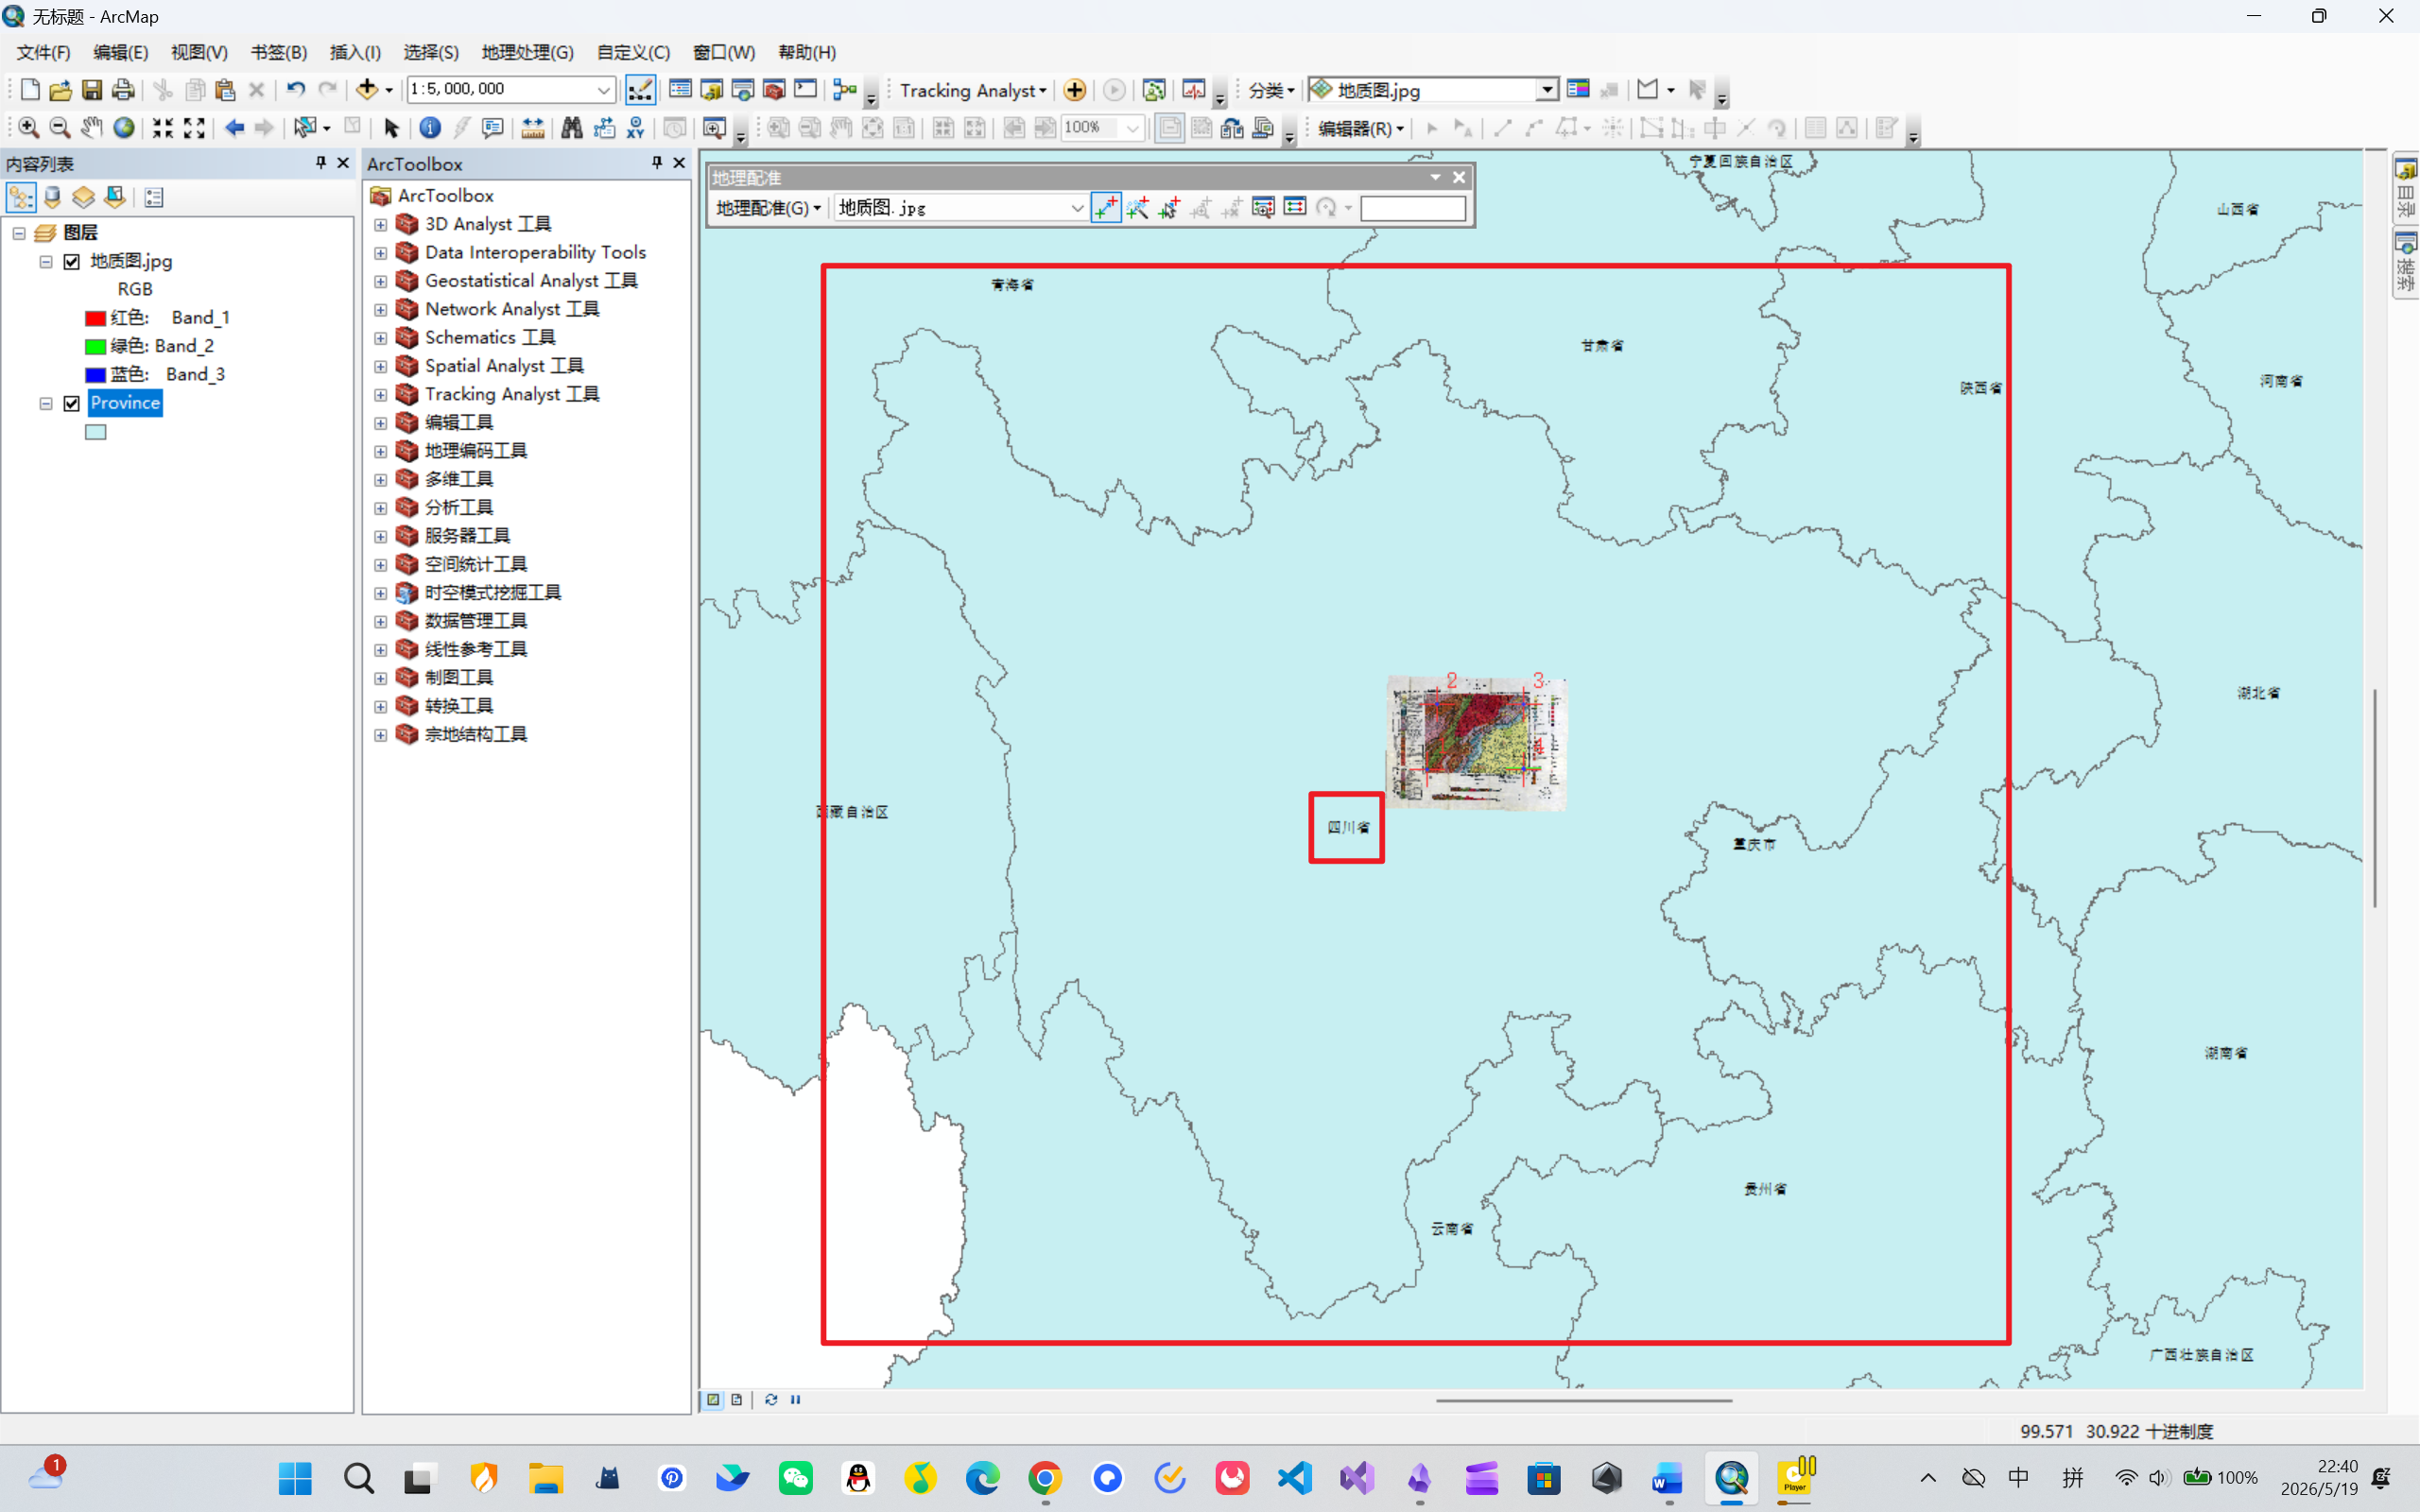 无标题 - ArcMap
文件(F) 编辑(E) 视图(V) 书签(B) 插入(I) 选择(S) 地理处理(G) 自定义(C) 窗口(W) 帮助(H)
1:5,000,000 Tracking Analyst 分类 地质图.jpg
100% 编辑器(R)
内容列表
图层
地质图.jpg
RGB
红色: Band_1
绿色: Band_2
蓝色: Band_3
Province
ArcToolbox
ArcToolbox
3D Analyst 工具
Data Interoperability Tools
Geostatistical Analyst 工具
Network Analyst 工具
Schematics 工具
Spatial Analyst 工具
Tracking Analyst 工具
编辑工具
地理编码工具
多维工具
分析工具
服务器工具
空间统计工具
时空模式挖掘工具
数据管理工具
线性参考工具
制图工具
转换工具
宗地结构工具
地理配准
地理配准(G) 地质图.jpg
宁夏回族自治区
山西省
青海省
甘肃省
陕西省
河南省
2 3
4
湖北省
西藏自治区
四川省
重庆市
湖南省
贵州省
云南省
广西壮族自治区
目录
搜索
99.571 30.922 十进制度
1
Player
中 拼 100%
22:40
2026/5/19